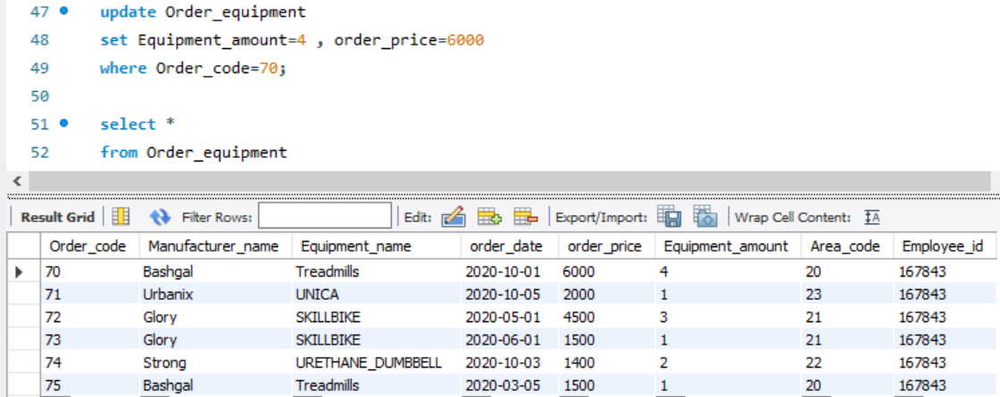 47 update Order_equipment
48 set Equipment_amount=4 , order_price=6000
49 where Order_code=70;
50
51 select *
52 from Order_equipment
Result Grid Filter Rows: Edit: Export/Import: Wrap Cell Content: IA
Order_code Manufacturer_name Equipment_name order_date order_price Equipment_amount Area_code Employee_id
70 Bashgal Treadmills 2020-10-01 6000 4 20 167843
71 Urbanix UNICA 2020-10-05 2000 1 23 167843
72 Glory SKILLBIKE 2020-05-01 4500 3 21 167843
73 Glory SKILLBIKE 2020-06-01 1500 1 21 167843
74 Strong URETHANE_DUMBBELL 2020-10-03 1400 2 22 167843
75 Bashgal Treadmills 2020-03-05 1500 1 20 167843